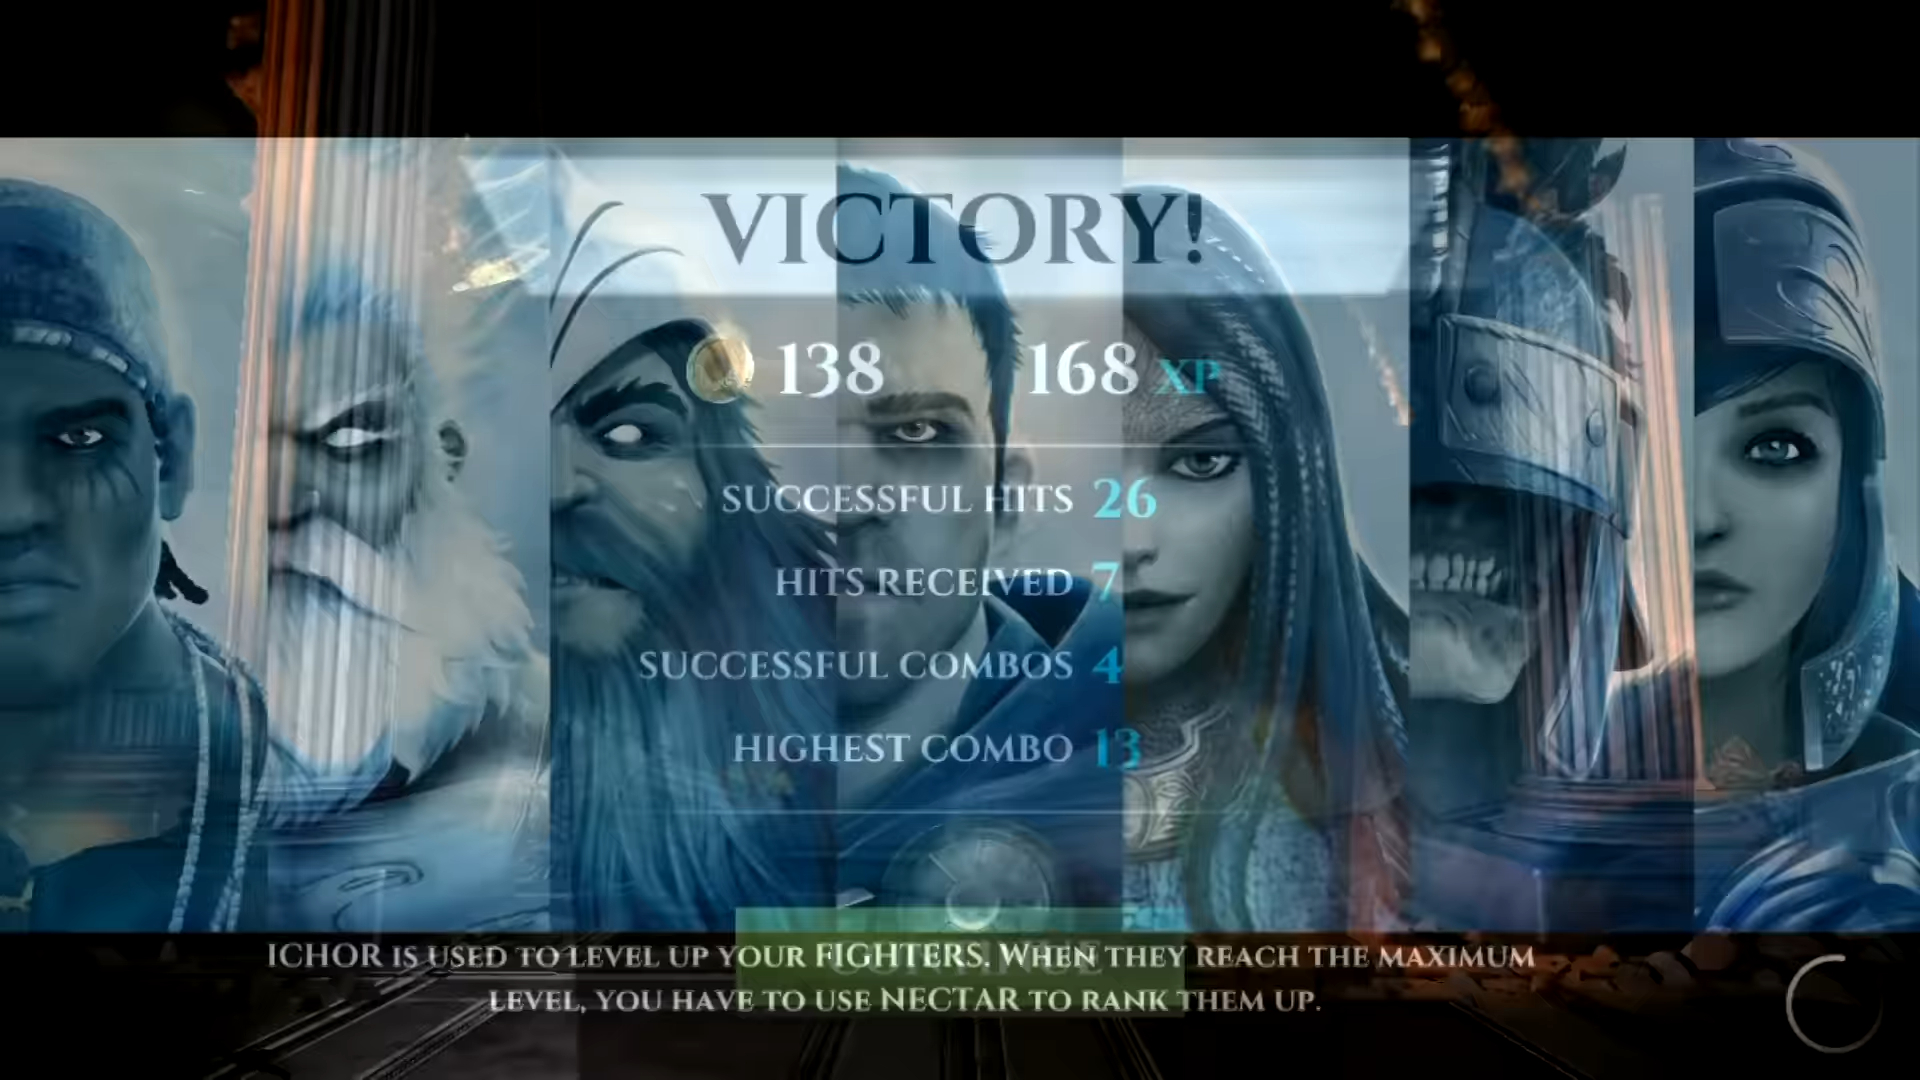 VICTORY!
138 168 XP
SUCCESSFUL HITS 26
HITS RECEIVED 7
SUCCESSFUL COMBOS 4
HIGHEST COMBO 13
CONTINUE
ICHOR IS USED TO LEVEL UP YOUR FIGHTERS. WHEN THEY REACH THE MAXIMUM
LEVEL, YOU HAVE TO USE NECTAR TO RANK THEM UP.